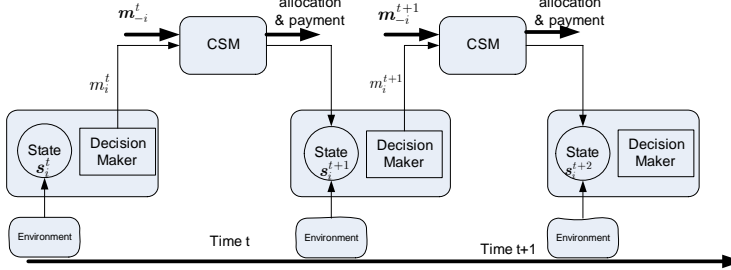 allocation
& payment
allocation
& payment
m_{-i}^t
m_{-i}^{t+1}
CSM
CSM
m_i^t
m_i^{t+1}
State
s_i^t
Decision
Maker
State
s_i^{t+1}
Decision
Maker
State
s_i^{t+2}
Decision
Maker
Environment
Environment
Environment
Time t
Time t+1